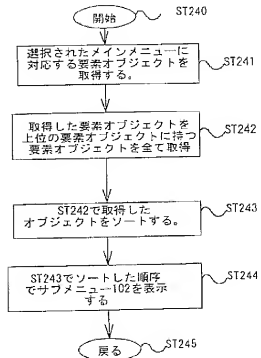 開始
ST240
選択されたメインメニューに
対応する要素オブジェクトを
取得する。
ST241
取得した要素オブジェクトを
上位の要素オブジェクトに持つ
要素オブジェクトを全て取得
ST242
ST242で取得した
オブジェクトをソートする。
ST243
ST243でソートした順序
でサブメニュー102を表示
する
ST244
戻る
ST245